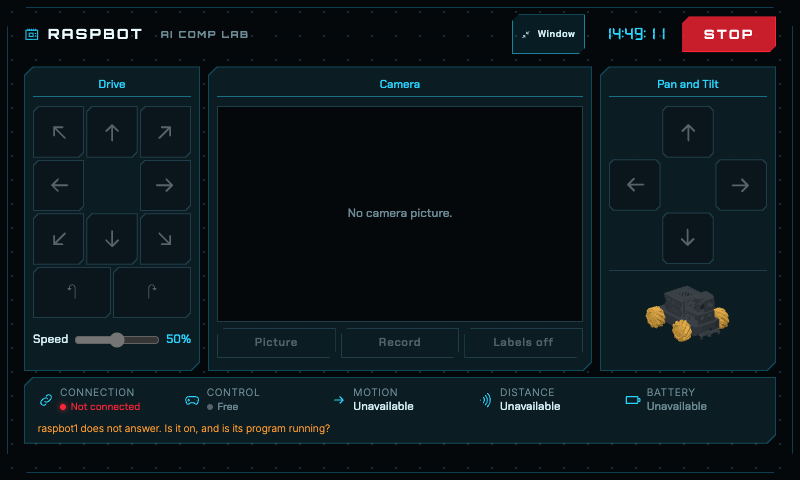 RASPBOT AI COMP LAB
Window
14:49:11
STOP
Drive
Camera
Pan and Tilt
No camera picture.
Speed 50%
Picture
Record
Labels off
CONNECTION
Not connected
CONTROL
Free
MOTION
Unavailable
DISTANCE
Unavailable
BATTERY
Unavailable
raspbot1 does not answer. Is it on, and is its program running?